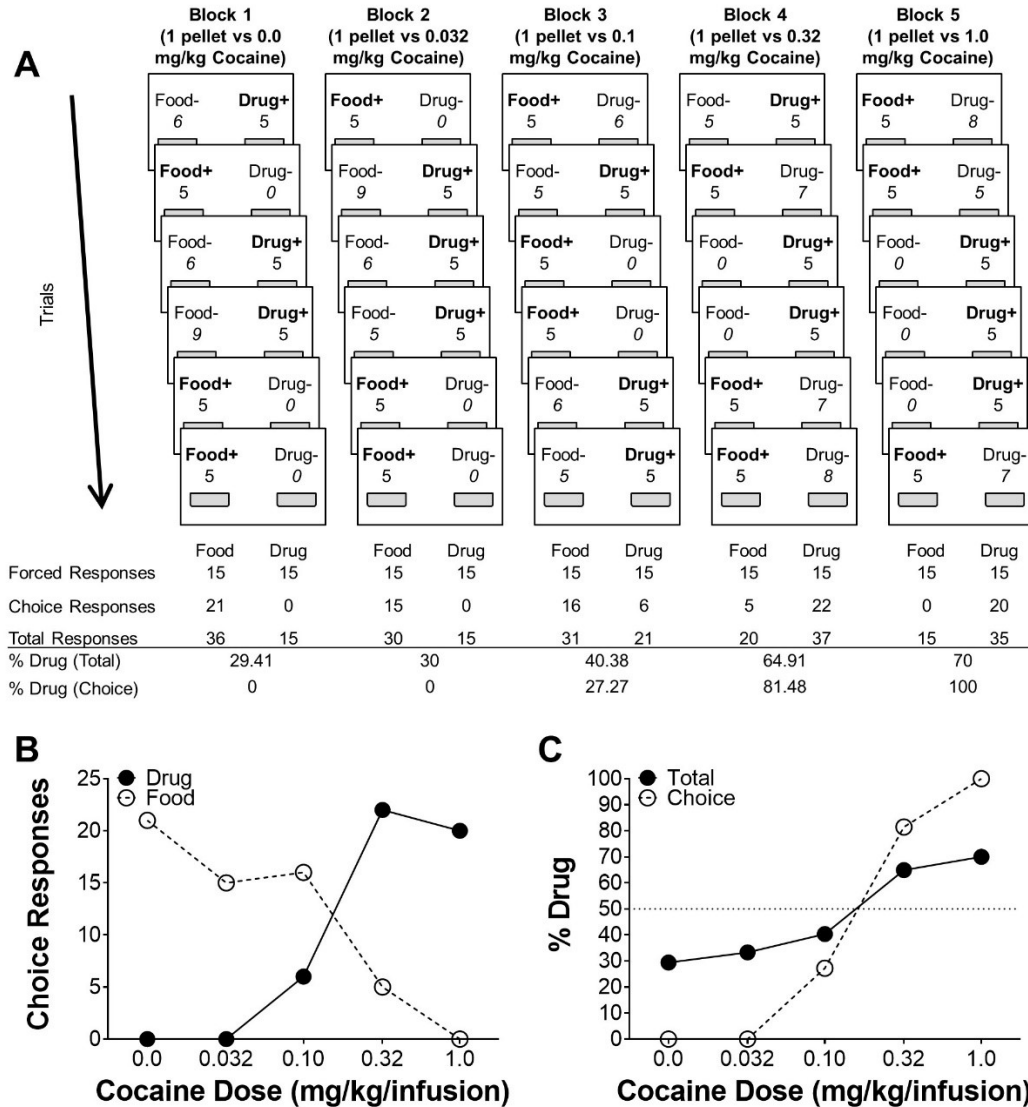 Block 1 Block 2 Block 3 Block 4 Block 5
(1 pellet vs 0.0 (1 pellet vs 0.032 (1 pellet vs 0.1 (1 pellet vs 0.32 (1 pellet vs 1.0
mg/kg Cocaine) mg/kg Cocaine) mg/kg Cocaine) mg/kg Cocaine) mg/kg Cocaine)
A
Food- Drug+ Food+ Drug- Food+ Drug- Food- Drug+ Food+ Drug-
6 5 5 0 5 6 5 5 5 8
Food+ Drug- Food- Drug+ Food- Drug+ Food+ Drug- Food+ Drug-
5 0 9 5 5 5 5 7 5 5
Food- Drug+ Food- Drug+ Food+ Drug- Food- Drug+ Food- Drug+
6 5 6 5 5 0 0 5 0 5
Trials
Food- Drug+ Food- Drug+ Food+ Drug- Food- Drug+ Food- Drug+
9 5 5 5 5 0 0 5 0 5
Food+ Drug- Food+ Drug- Food- Drug+ Food+ Drug- Food- Drug+
5 0 5 0 6 5 5 7 0 5
Food+ Drug- Food+ Drug- Food- Drug+ Food+ Drug- Food+ Drug-
5 0 5 0 5 5 5 8 5 7
Food Drug Food Drug Food Drug Food Drug Food Drug
Forced Responses 15 15 15 15 15 15 15 15 15 15
Choice Responses 21 0 15 0 16 6 5 22 0 20
Total Responses 36 15 30 15 31 21 20 37 15 35
% Drug (Total) 29.41 30 40.38 64.91 70
% Drug (Choice) 0 0 27.27 81.48 100
B
Drug
Food
25
20
15
10
5
0
Choice Responses
0.0 0.032 0.10 0.32 1.0
Cocaine Dose (mg/kg/infusion)
C
Total
Choice
100
90
80
70
60
50
40
30
20
10
0
% Drug
0.0 0.032 0.10 0.32 1.0
Cocaine Dose (mg/kg/infusion)